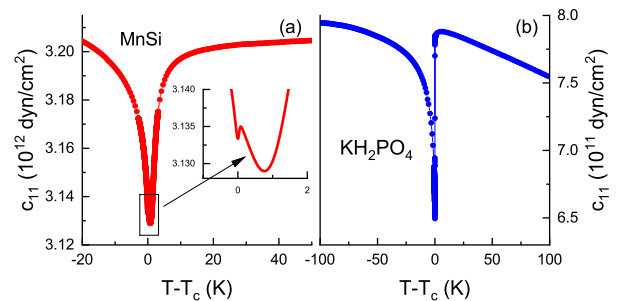 (a)
MnSi
3.20
3.18
3.16
3.14
3.12
c11 (10^12 dyn/cm^2)
-20
0
20
40
T-Tc (K)
3.140
3.135
3.130
0
2
(b)
KH2PO4
8.0
7.5
7.0
6.5
c11 (10^11 dyn/cm^2)
-100
-50
0
50
100
T-Tc (K)